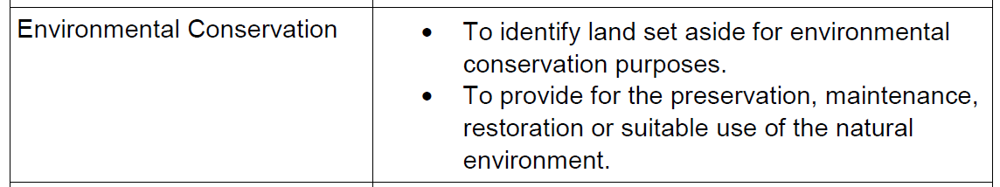 Environmental Conservation
• To identify land set aside for environmental
conservation purposes.
• To provide for the preservation, maintenance,
restoration or suitable use of the natural
environment.